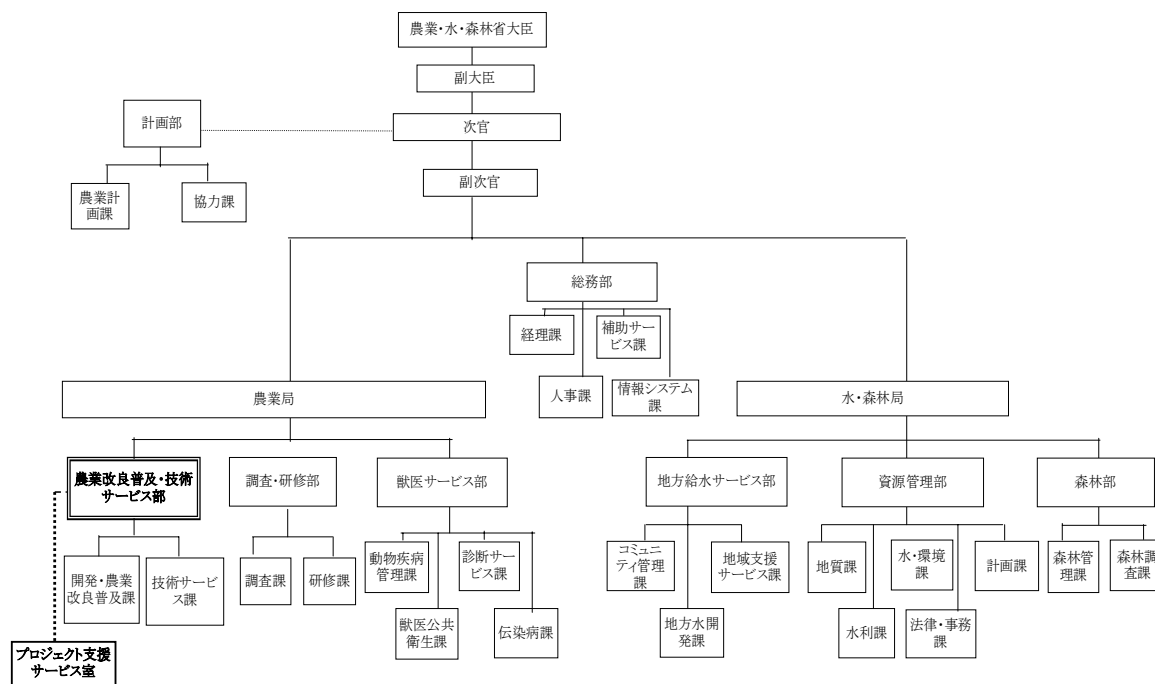 農業・水・森林省大臣
副大臣
計画部
次官
副次官
農業計
画課
協力課
総務部
経理課
補助サー
ビス課
人事課
情報システム
課
農業局
水・森林局
農業改良普及・技術
サービス部
調査・研修部
獣医サービス部
地方給水サービス部
資源管理部
森林部
開発・農業
改良普及課
技術サービ
ス課
調査課
研修課
動物疾病
管理課
診断サー
ビス課
獣医公共
衛生課
伝染病課
コミュニ
ティ管理
課
地域支援
サービス課
地方水開
発課
地質課
水・環境
課
計画課
水利課
法律・事務
課
森林管
理課
森林調
査課
プロジェクト支援
サービス室